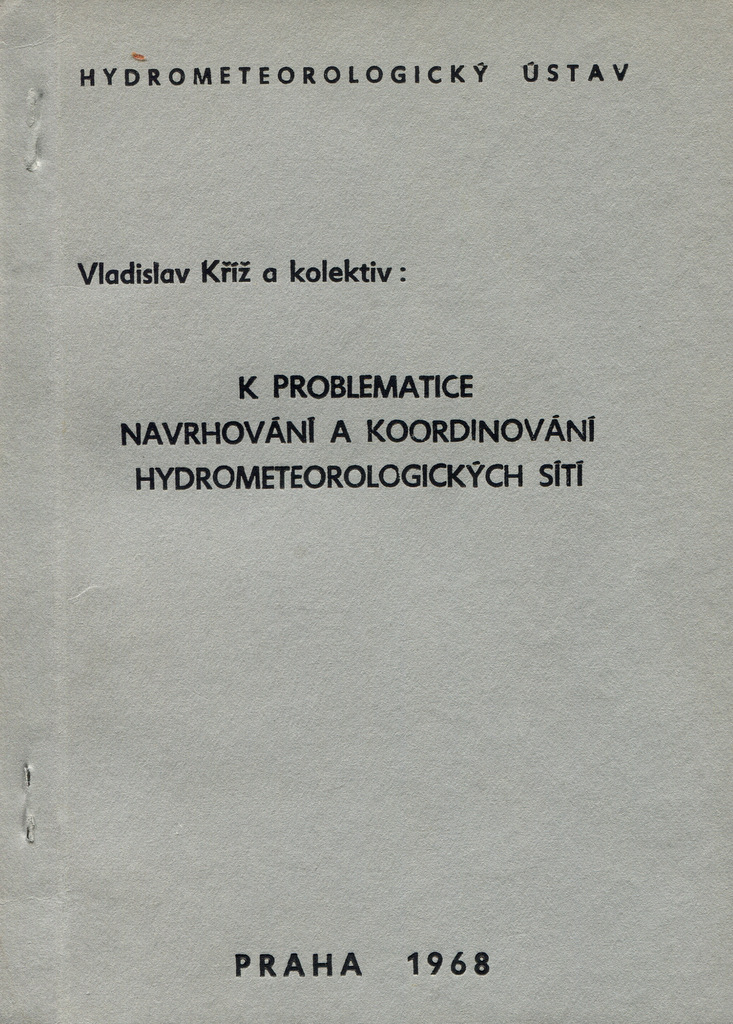 HYDROMETEOROLOGICKÝ ÚSTAV
Vladislav Kříž a kolektiv:
K PROBLEMATICE
NAVRHOVÁNÍ A KOORDINOVÁNÍ
HYDROMETEOROLOGICKÝCH SÍTÍ
PRAHA 1968